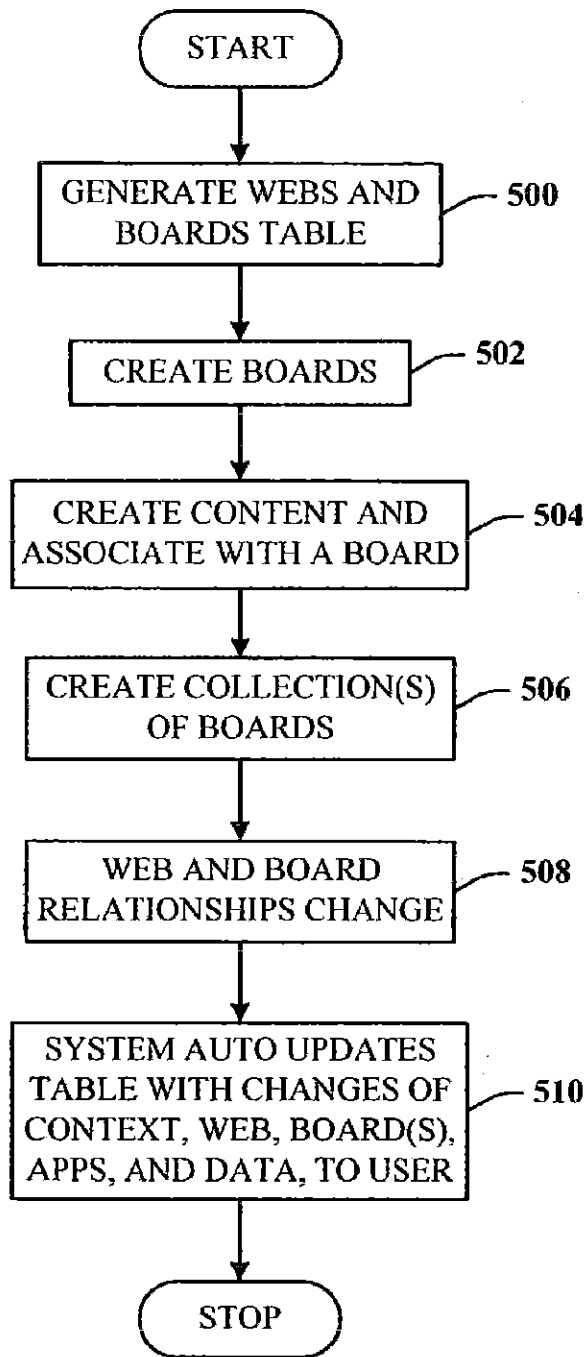 START
GENERATE WEBS AND
BOARDS TABLE
500
CREATE BOARDS
502
CREATE CONTENT AND
ASSOCIATE WITH A BOARD
504
CREATE COLLECTION(S)
OF BOARDS
506
WEB AND BOARD
RELATIONSHIPS CHANGE
508
SYSTEM AUTO UPDATES
TABLE WITH CHANGES OF
CONTEXT, WEB, BOARD(S),
APPS, AND DATA, TO USER
510
STOP